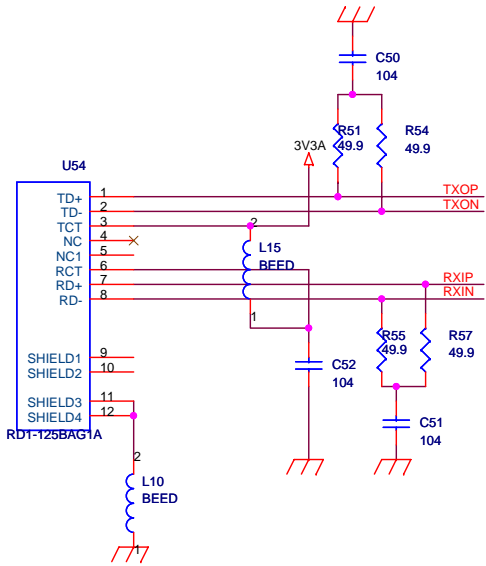 C50
104
R51
49.9
R54
49.9
3V3A
U54
TD+ 1 TXOP
TD- 2 TXON
TCT 3
2
NC 4
L15
NC1 5
BEED
RCT 6
RD+ 7 RXIP
RD- 8 RXIN
1
R55
49.9
R57
49.9
SHIELD1 9
C52
104
SHIELD2 10
SHIELD3 11
SHIELD4 12
C51
104
RD1-125BAG1A
2
L10
BEED
1